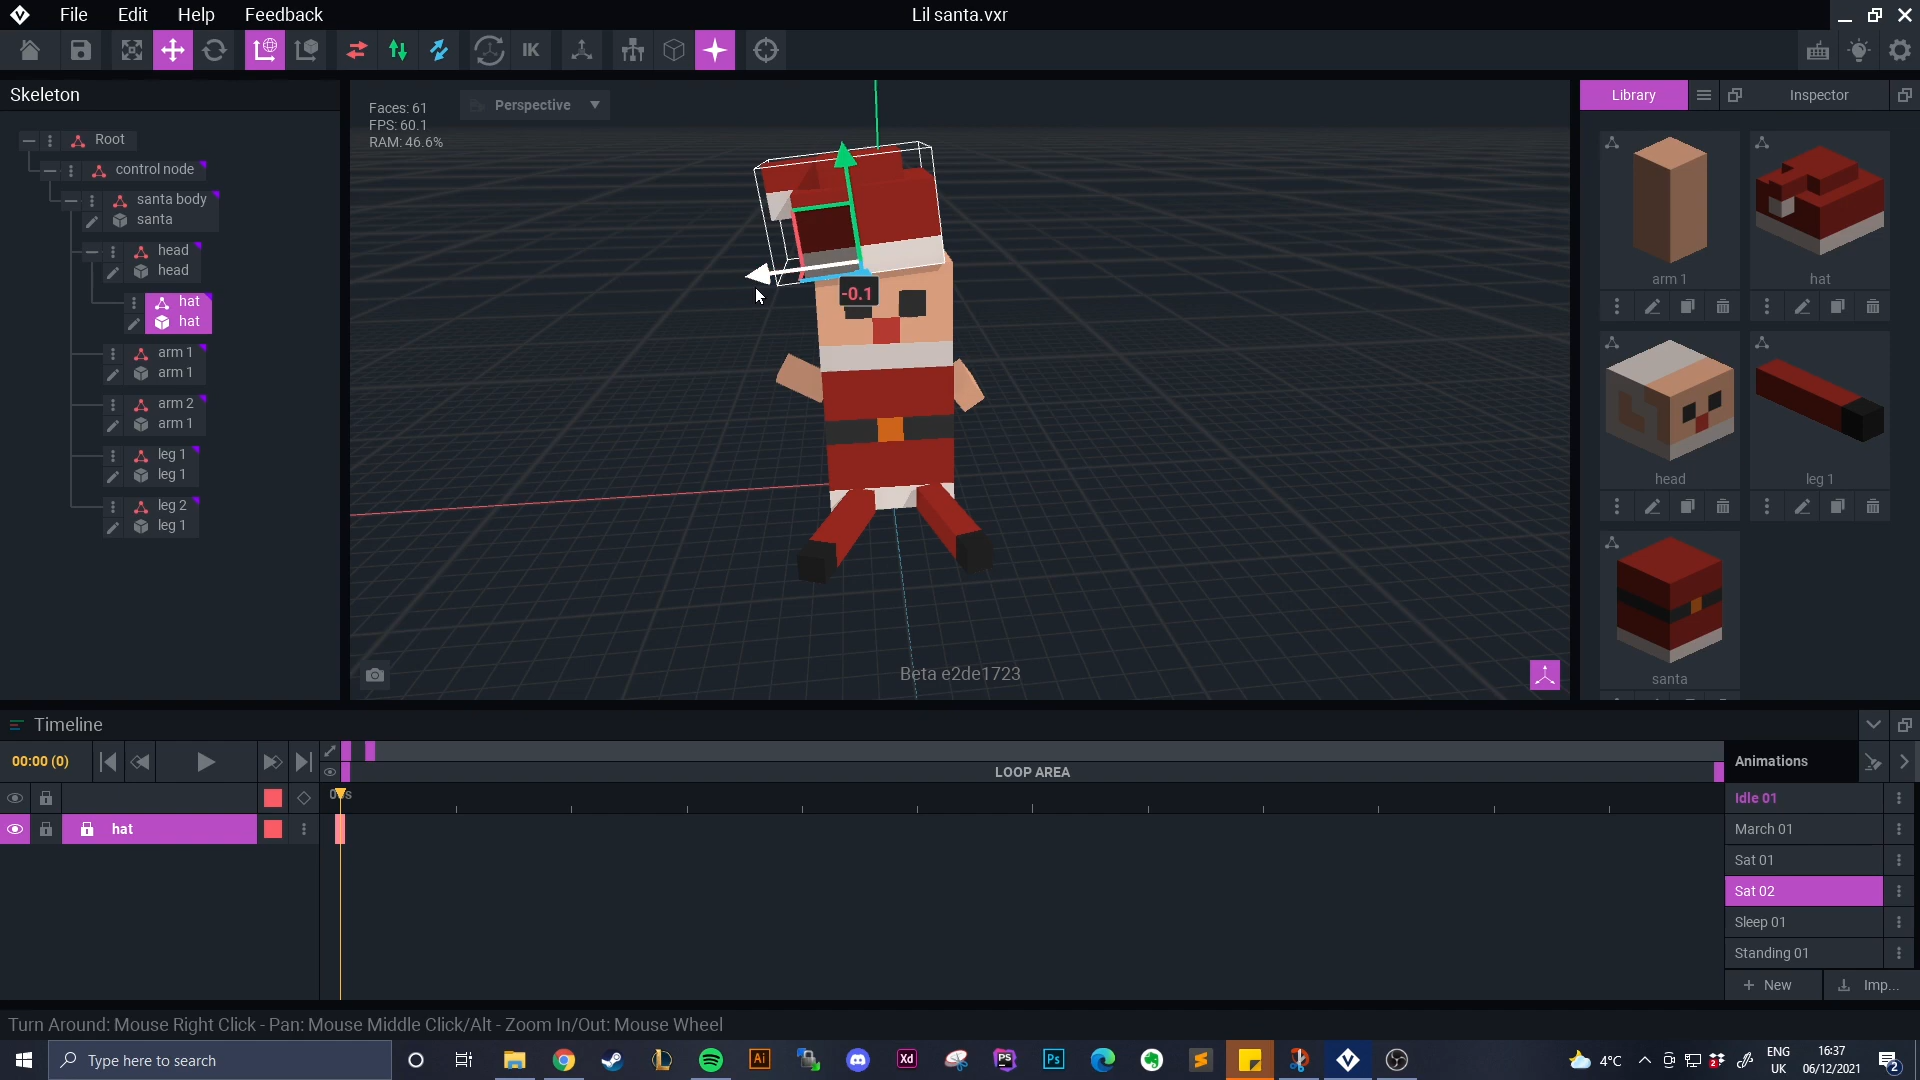 File Edit Help Feedback
Lil santa.vxr
IK
Skeleton
Root
control node
santa body
santa
head
head
hat
hat
arm 1
arm 1
arm 2
arm 1
leg 1
leg 1
leg 2
leg 1
Faces: 61
FPS: 60.1
RAM: 46.6%
Perspective
-0.1
Beta e2de1723
Library
Inspector
arm 1
hat
head
leg 1
santa
Timeline
00:00 (0)
LOOP AREA
hat
Animations
Idle 01
March 01
Sat 01
Sat 02
Sleep 01
Standing 01
New
Imp...
Turn Around: Mouse Right Click - Pan: Mouse Middle Click/Alt - Zoom In/Out: Mouse Wheel
Type here to search
Ai
Xd
PS
Ps
4°C
ENG
UK
16:37
06/12/2021
2